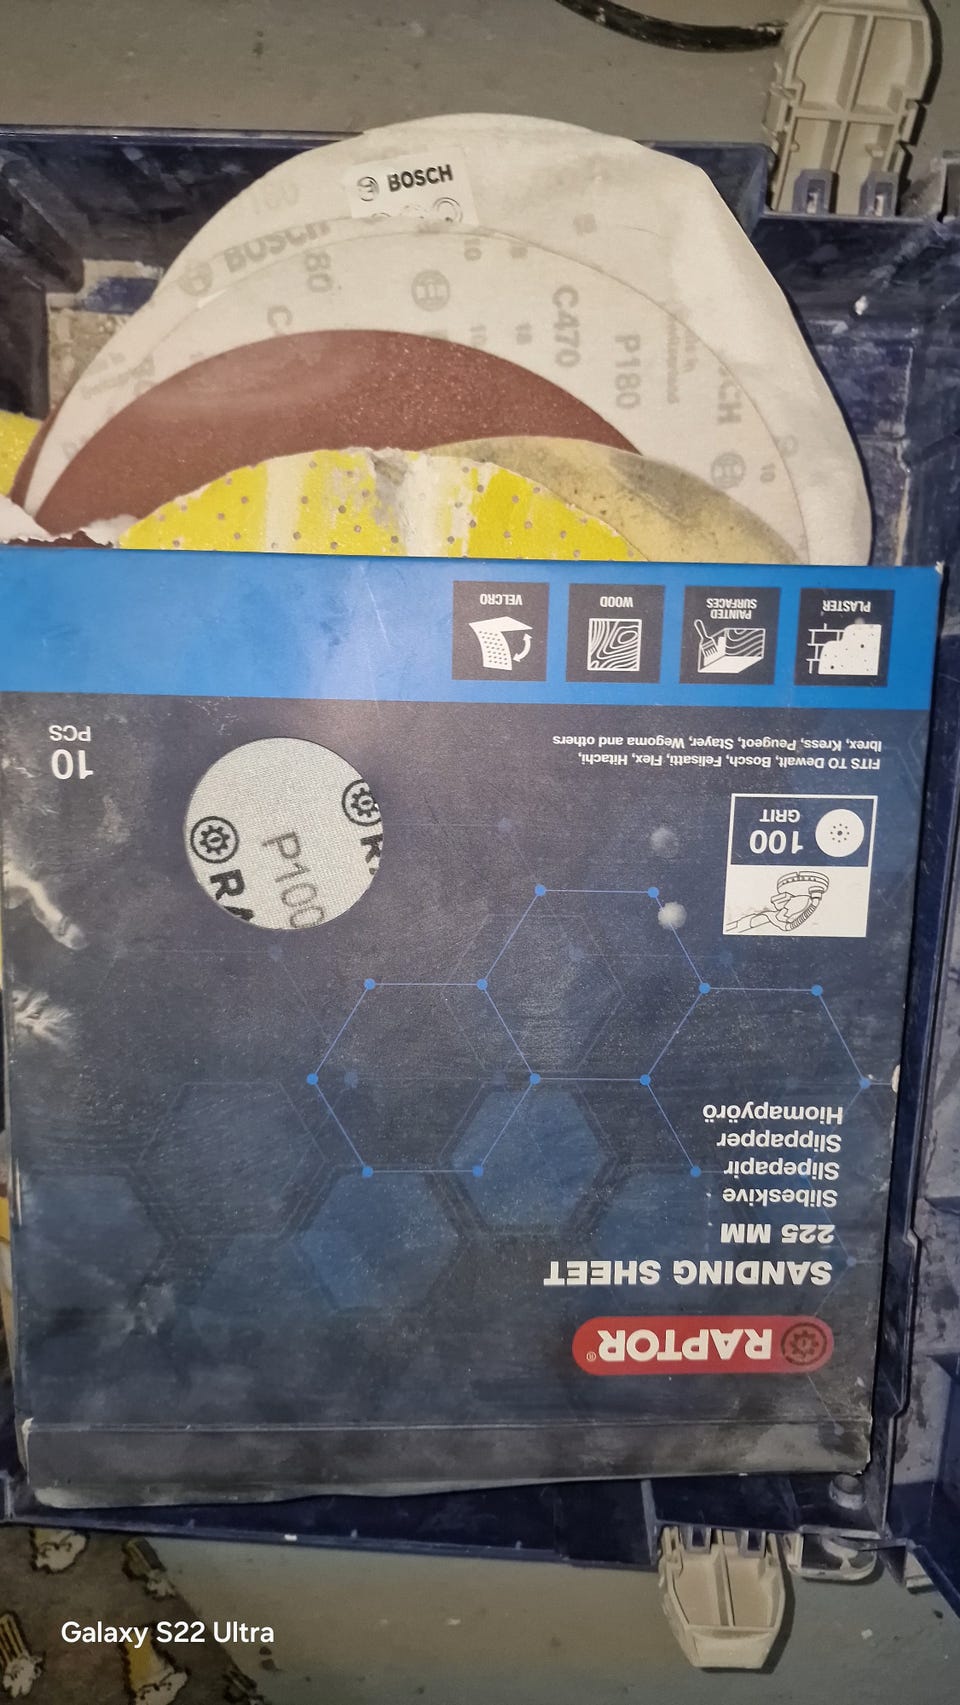 BOSCH
BOSCH
C470
P180
VELCRO
WOOD
PAINTED
SURFACES
PLASTER
RAPTOR®
SANDING SHEET
225 MM
Slibeskive
Slipepapir
Slippapper
Hiomapyörö
100
GRIT
P100
FITS TO Dewalt, Bosch, Felisatti, Flex, Hitachi,
Ibrex, Kress, Peugeot, Stayer, Wegoma and others
10
PCS
Galaxy S22 Ultra